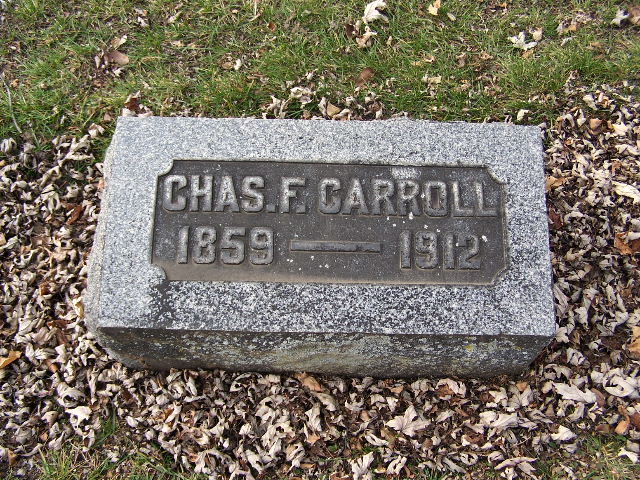 CHAS. F. CARROLL
1859 — 1912